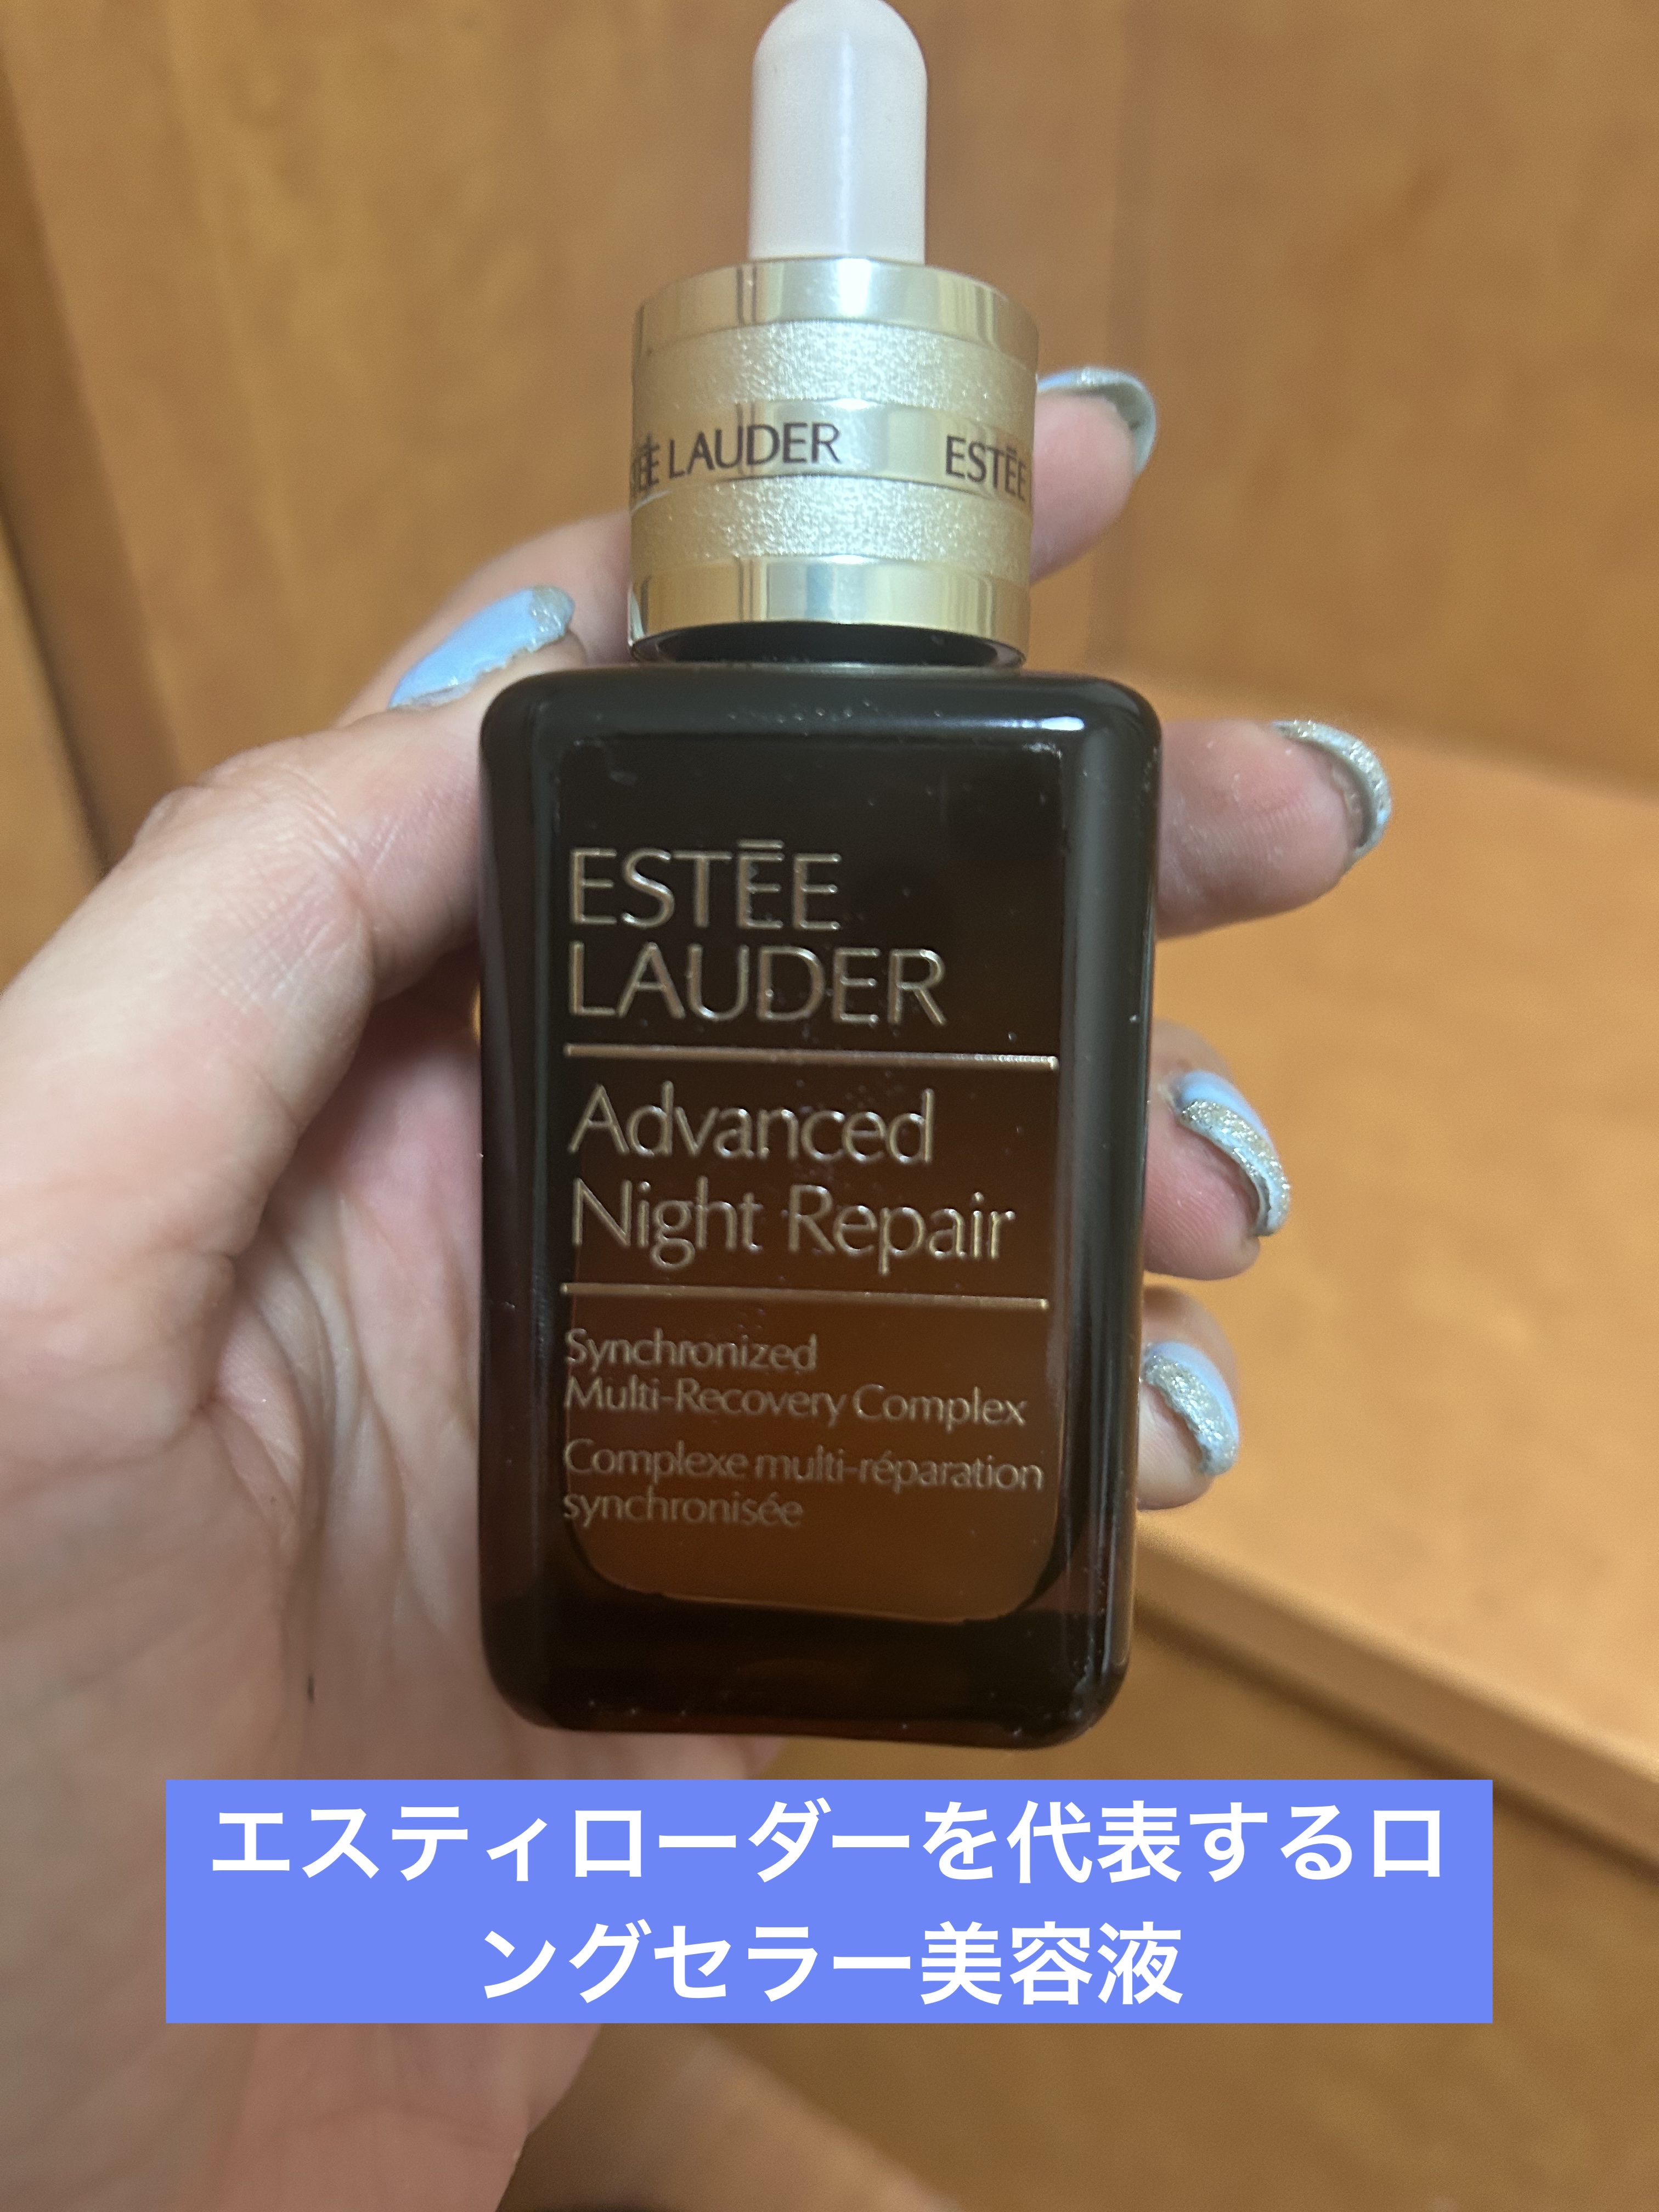 ESTĒE LAUDER ESTĒE
ESTĒE
LAUDER
Advanced
Night Repair
Synchronized
Multi-Recovery Complex
Complexe multi-réparation
synchronisée
エスティローダーを代表するロ
ングセラー美容液